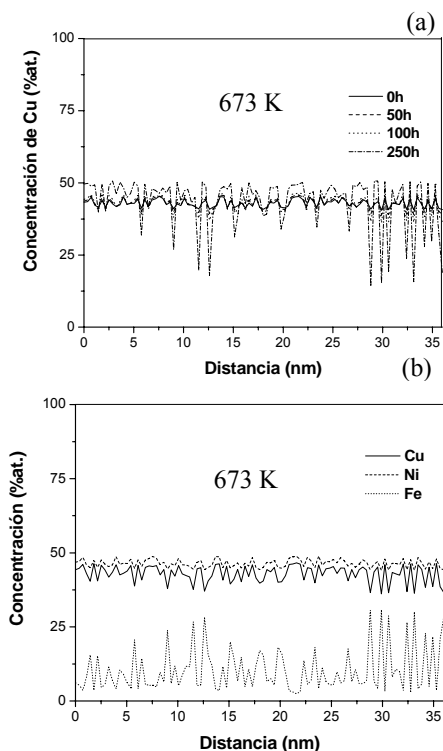 (a)
100
75
50
25
0
Concentración de Cu (%at.)
673 K
0h
50h
100h
250h
0 5 10 15 20 25 30 35
Distancia (nm)
(b)
100
75
50
25
0
Concentración (%at.)
673 K
Cu
Ni
Fe
0 5 10 15 20 25 30 35
Distancia (nm)